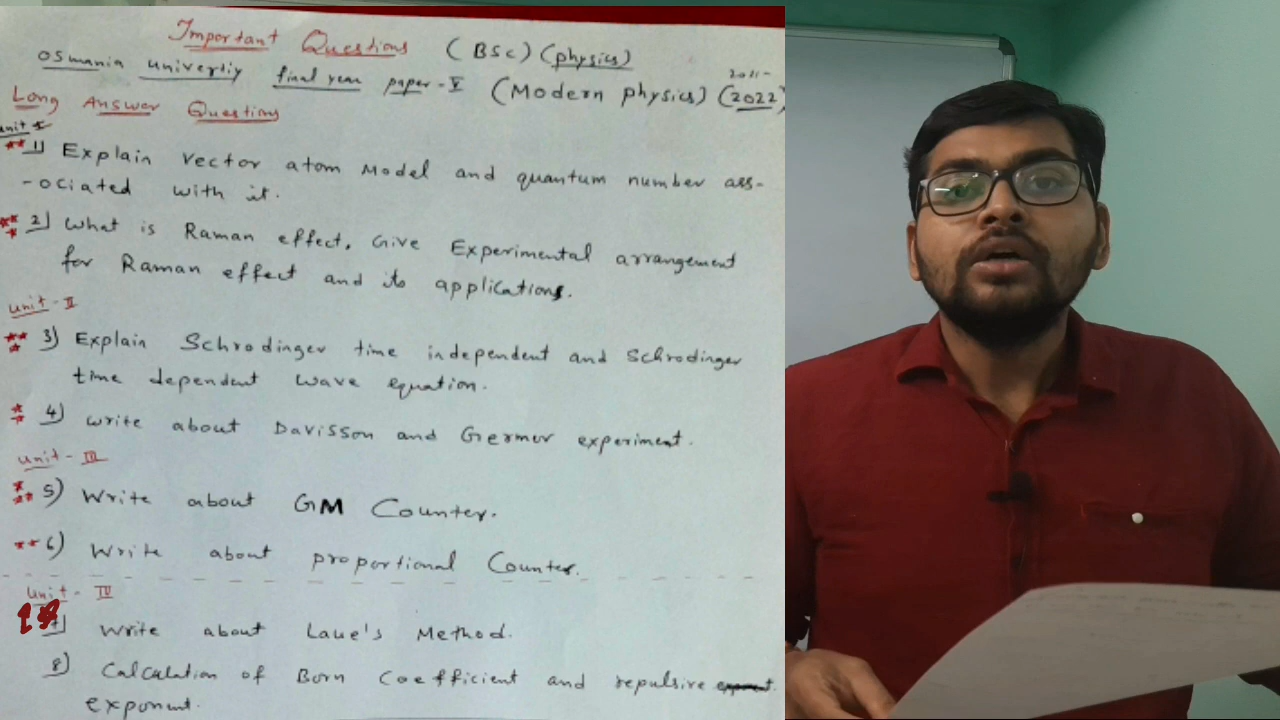 Important Questions (BSc) (physics)
osmania univertiy final year paper-V (Modern physics) (2022)
2021-
Long Answer Questions
unit-I
** 1) Explain vector atom Model and quantum number ass-
-ociated with it.
*** 2) What is Raman effect. Give Experimental arrangement
for Raman effect and its applications.
unit-II
*** 3) Explain Schrodinger time independent and Schrodinger
time dependent wave equation.
** 4) write about Davisson and Germer experiment.
unit-III
*** 5) Write about GM Counter.
** 6) Write about proportional Counter.
unit-IV
7) Write about Laue's Method.
8) Calculation of Born Coefficient and repulsive
exponent.